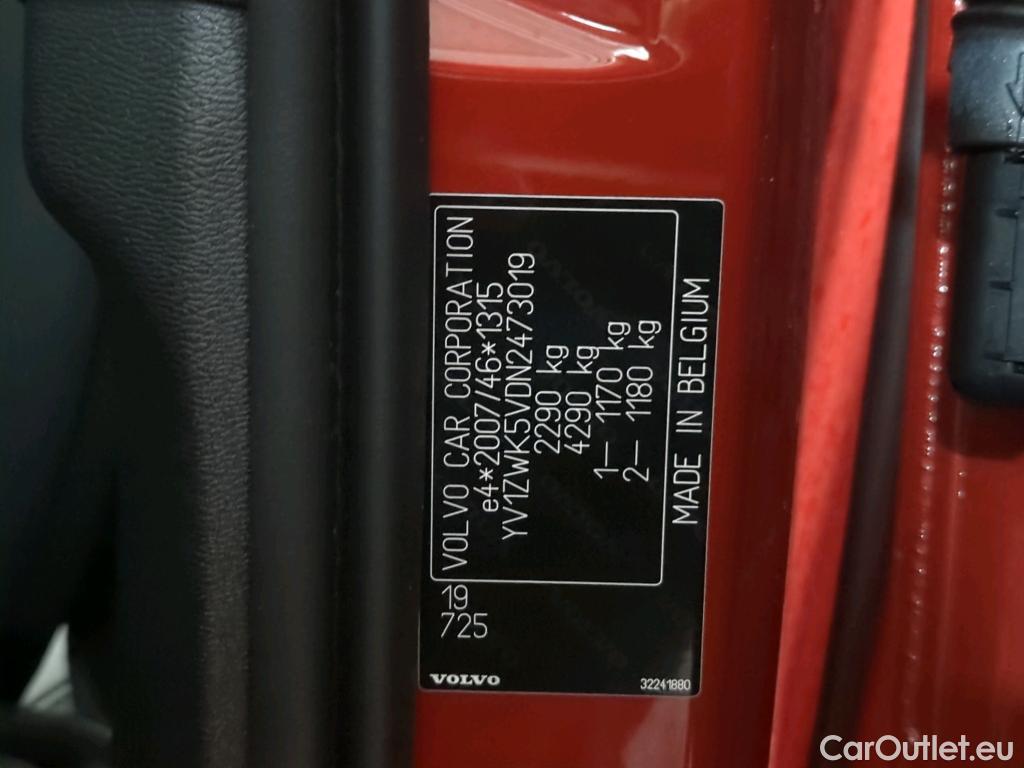 VOLVO CAR CORPORATION
e4*2007/46*1315
YV1ZWK5VDN2473019
2290 kg
4290 kg
1– 1170 kg
2– 1180 kg
MADE IN BELGIUM
19
725
VOLVO
32241880
CarOutlet.eu